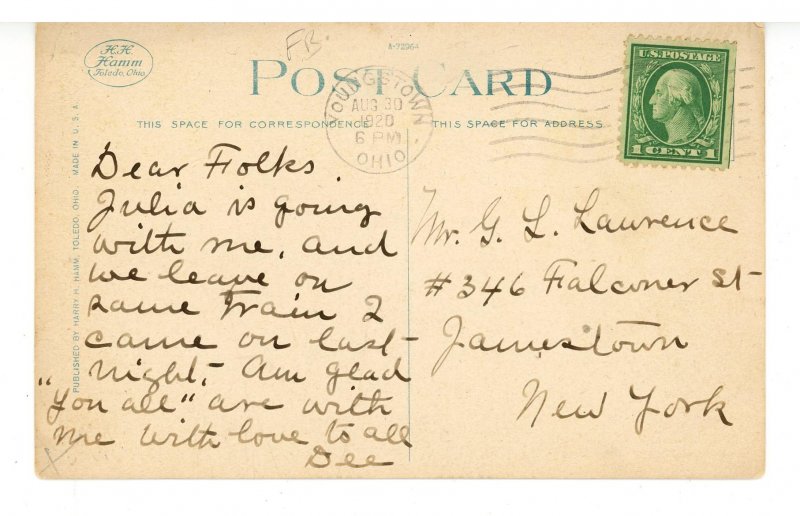 H.H.
Hamm
Toledo, Ohio
FB
A-72964
POST CARD
YOUNGSTOWN
AUG 30
1920
6 PM
OHIO
U.S. POSTAGE
1 CENT 1
THIS SPACE FOR CORRESPONDENCE
THIS SPACE FOR ADDRESS
PUBLISHED BY HARRY H. HAMM, TOLEDO, OHIO. MADE IN U.S.A.
Dear Folks.
Julia is going
with me, and
we leave on
same train I
came on last
night,- Am glad
"You all" are with
me with love to all
Dee
Mr. G. L. Lawrence
#346 Falconer St
Jamestown
New York